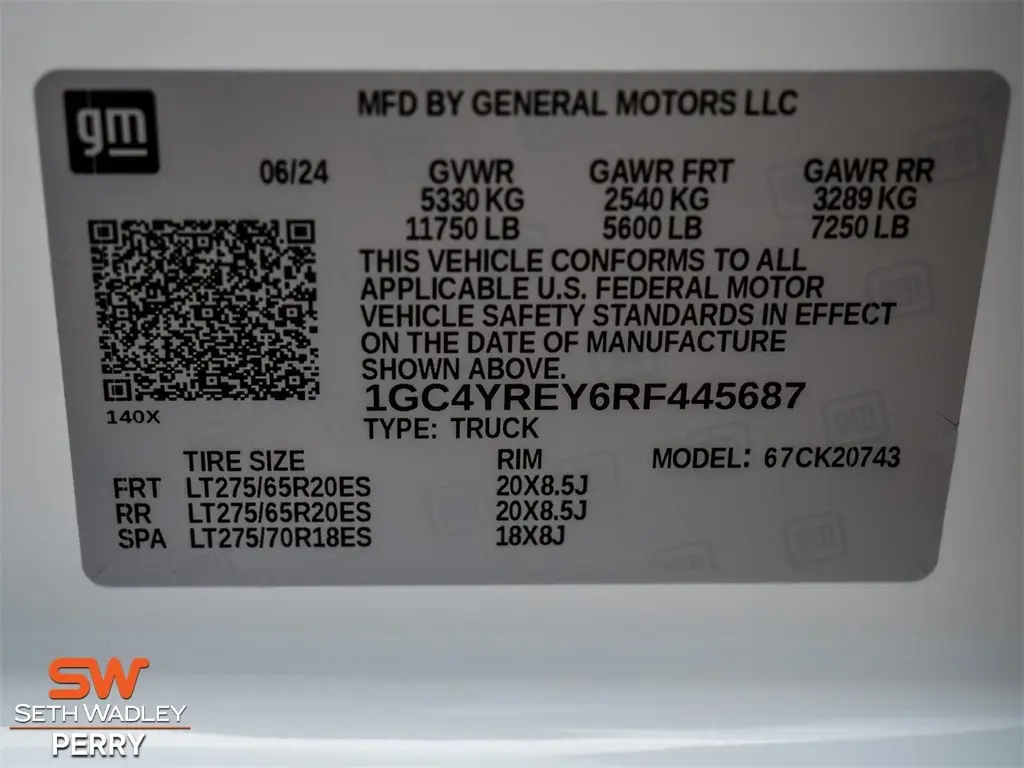 gm
MFD BY GENERAL MOTORS LLC
06/24 GVWR GAWR FRT GAWR RR
5330 KG 2540 KG 3289 KG
11750 LB 5600 LB 7250 LB
THIS VEHICLE CONFORMS TO ALL
APPLICABLE U.S. FEDERAL MOTOR
VEHICLE SAFETY STANDARDS IN EFFECT
ON THE DATE OF MANUFACTURE
SHOWN ABOVE.
1GC4YREY6RF445687
140X
TYPE: TRUCK
TIRE SIZE RIM MODEL: 67CK20743
FRT LT275/65R20ES 20X8.5J
RR LT275/65R20ES 20X8.5J
SPA LT275/70R18ES 18X8J
SW
SETH WADLEY
PERRY